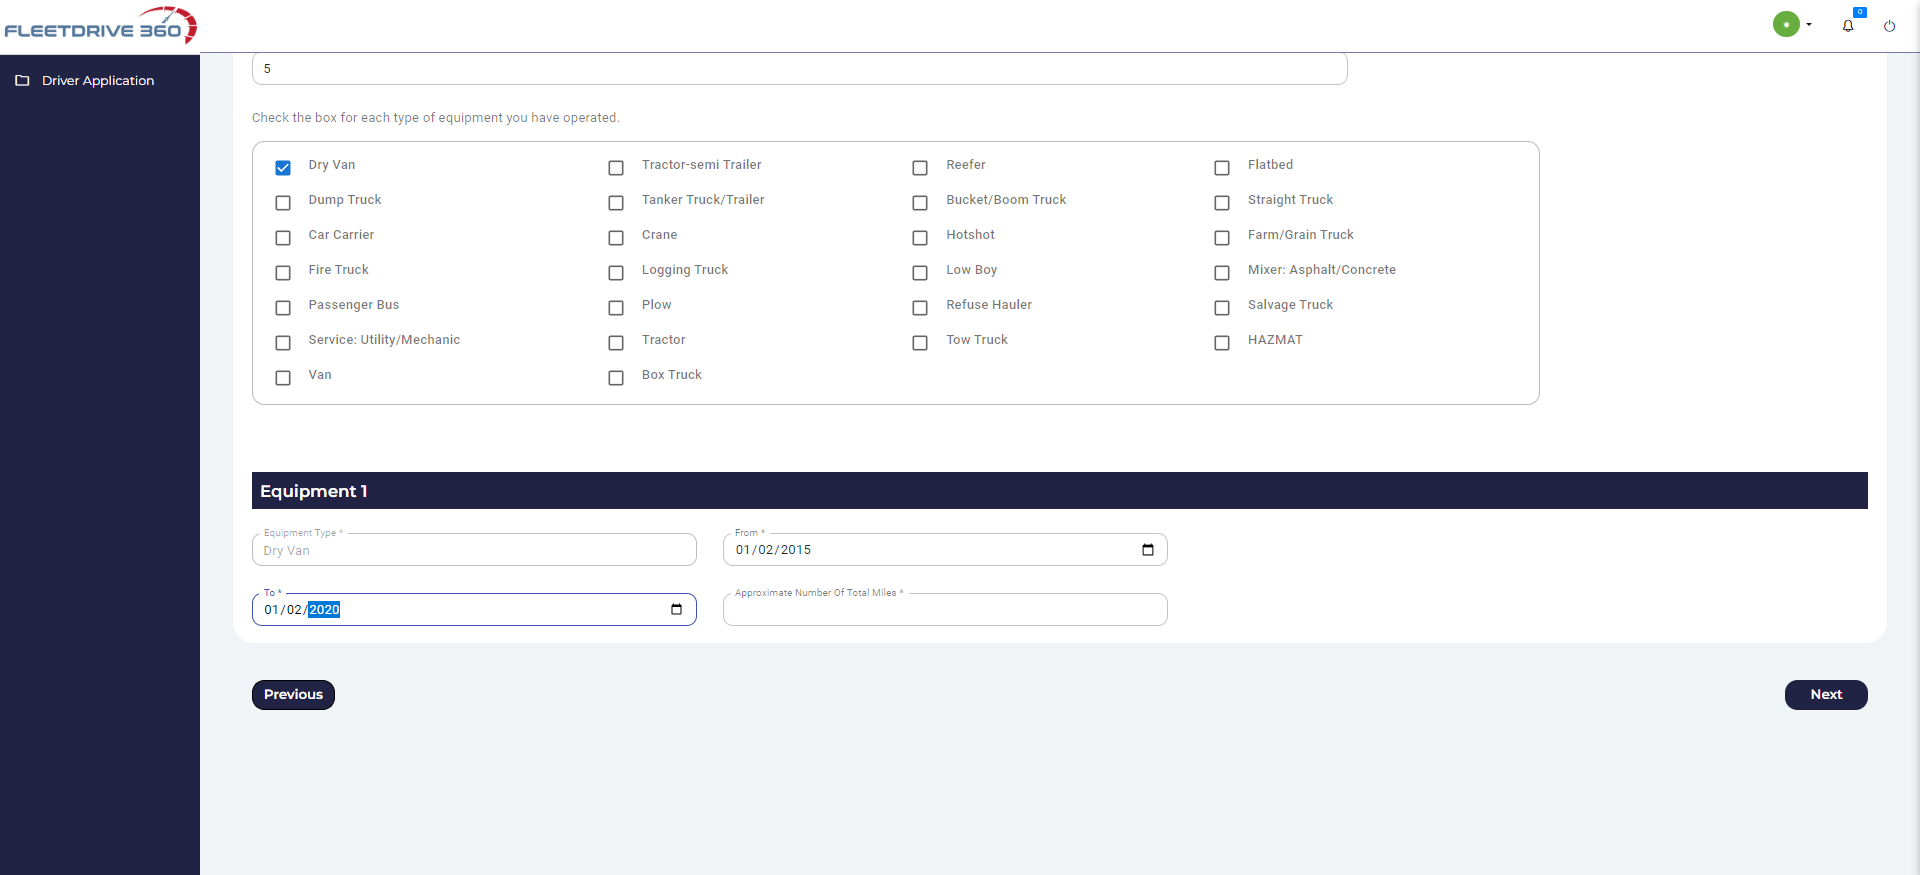 FLEETDRIVE 360
0
Driver Application
5
Check the box for each type of equipment you have operated.
Dry Van Tractor-semi Trailer Reefer Flatbed
Dump Truck Tanker Truck/Trailer Bucket/Boom Truck Straight Truck
Car Carrier Crane Hotshot Farm/Grain Truck
Fire Truck Logging Truck Low Boy Mixer: Asphalt/Concrete
Passenger Bus Plow Refuse Hauler Salvage Truck
Service: Utility/Mechanic Tractor Tow Truck HAZMAT
Van Box Truck
Equipment 1
Equipment Type * From *
Dry Van 01/02/2015
To * Approximate Number Of Total Miles *
01/02/2020
Previous Next